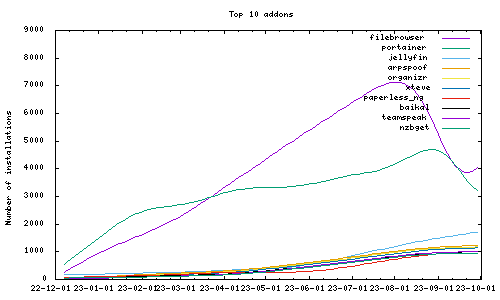 Top 10 addons
9000
8000
7000
6000
5000
4000
3000
2000
1000
0
Number of installations
filebrowser
portainer
jellyfin
arpspoof
organizr
xteve
paperless_ng
baikal
teamspeak
nzbget
22-12-01 23-01-01 23-02-01 23-03-01 23-04-01 23-05-01 23-06-01 23-07-01 23-08-01 23-09-01 23-10-01